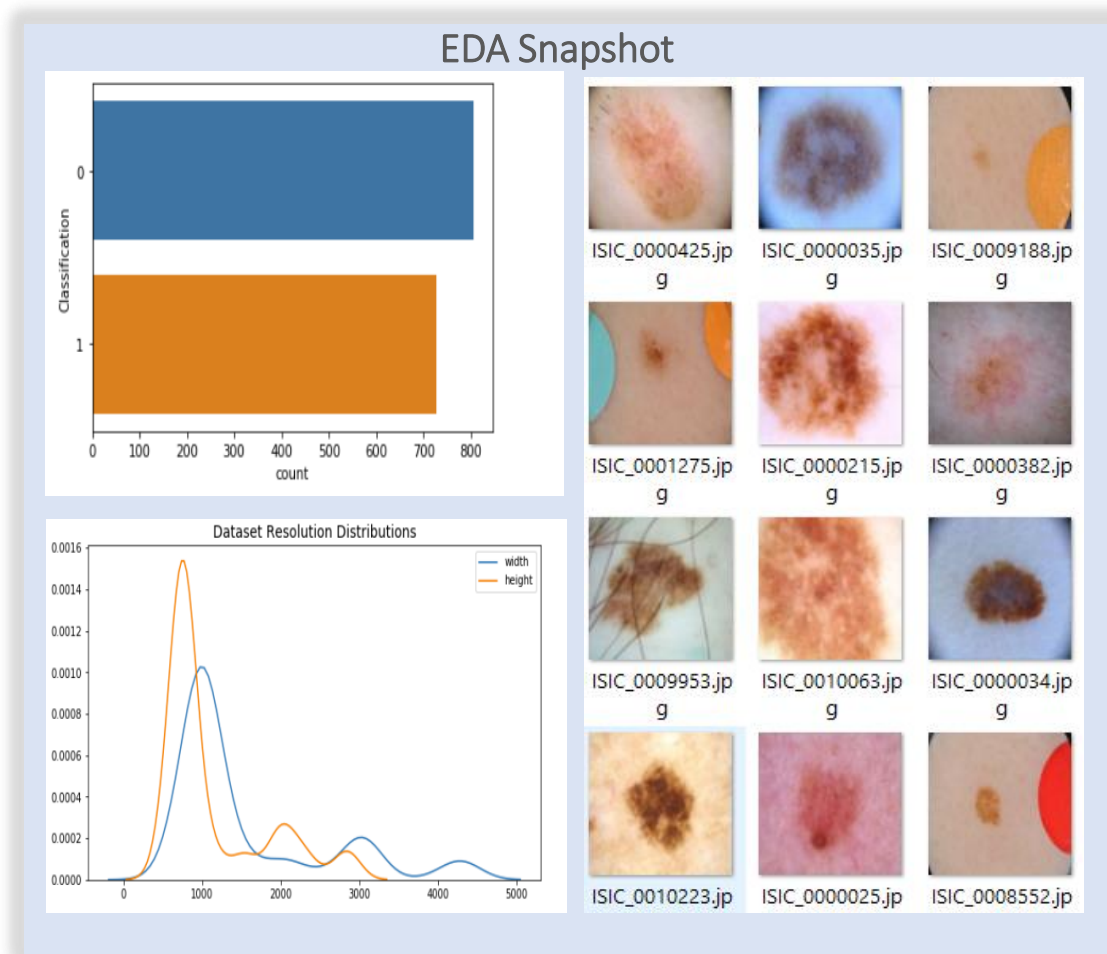 EDA Snapshot
0
1
Classification
0 100 200 300 400 500 600 700 800
count
Dataset Resolution Distributions
width
height
0.0016
0.0014
0.0012
0.0010
0.0008
0.0006
0.0004
0.0002
0.0000
0 1000 2000 3000 4000 5000
ISIC_0000425.jp ISIC_0000035.jp ISIC_0009188.jp
g g g
ISIC_0001275.jp ISIC_0000215.jp ISIC_0000382.jp
g g g
ISIC_0009953.jp ISIC_0010063.jp ISIC_0000034.jp
g g g
ISIC_0010223.jp ISIC_0000025.jp ISIC_0008552.jp